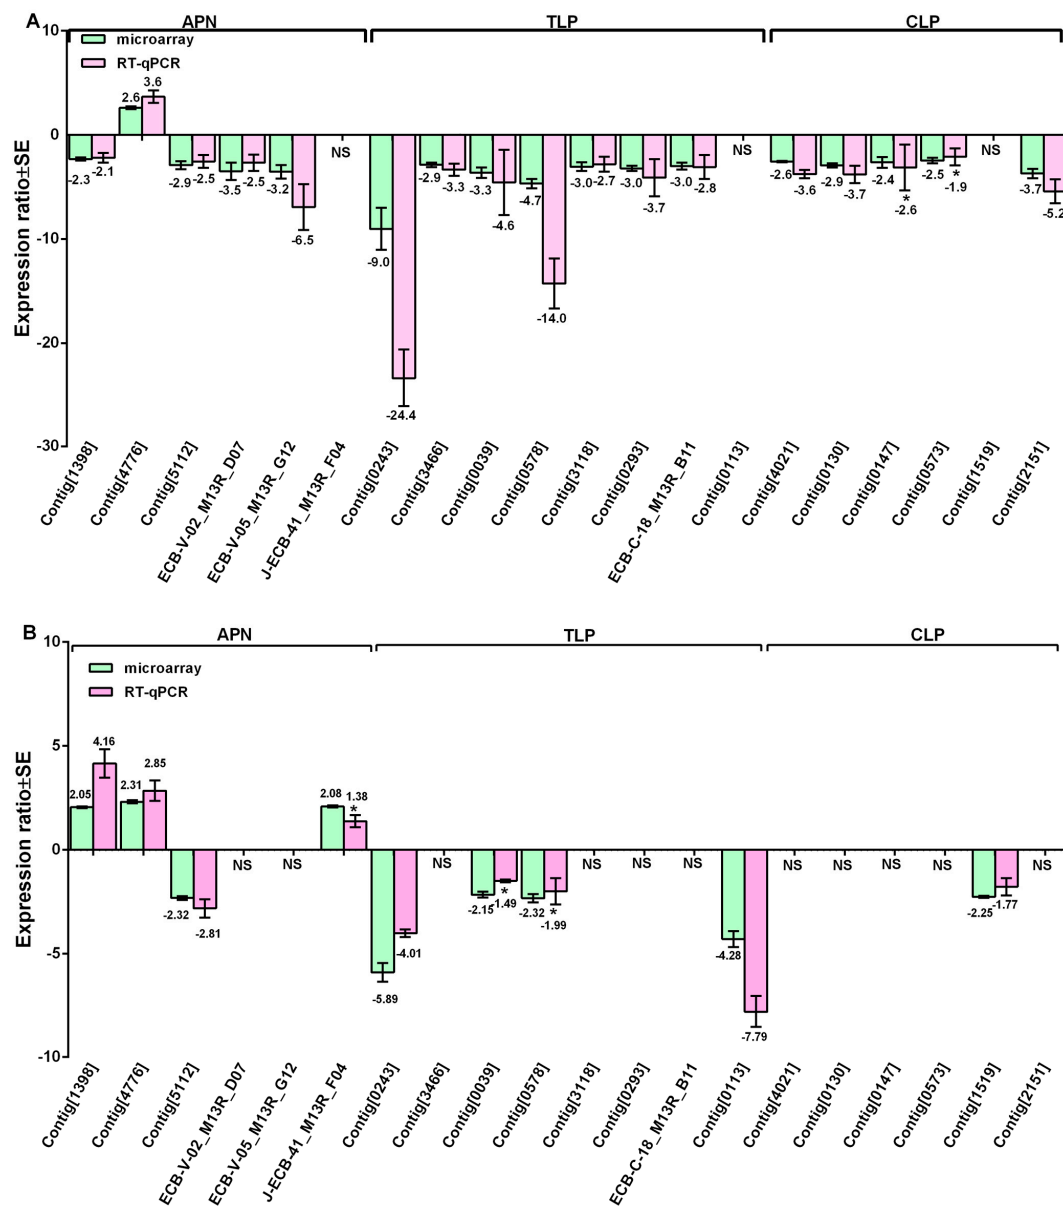 A
APN TLP CLP
microarray
RT-qPCR
Expression ratio±SE
10
0
-10
-20
-30
-2.3 -2.1 2.6 3.6 -2.9 -2.5 -3.5 -2.5 -3.2 -6.5 NS -9.0 -24.4 -2.9 -3.3 -3.3 -4.6 -4.7 -14.0 -3.0 -2.7 -3.0 -3.7 -3.0 -2.8 NS -2.6 -3.6 -2.9 -3.7 -2.4 * -2.6 -2.5 * -1.9 NS -3.7 -5.2
Contig[1398]
Contig[4776]
Contig[5112]
ECB-V-02_M13R_D07
ECB-V-05_M13R_G12
J-ECB-41_M13R_F04
Contig[0243]
Contig[3466]
Contig[0039]
Contig[0578]
Contig[3118]
Contig[0293]
ECB-C-18_M13R_B11
Contig[0113]
Contig[4021]
Contig[0130]
Contig[0147]
Contig[0573]
Contig[1519]
Contig[2151]
B
APN TLP CLP
microarray
RT-qPCR
Expression ratio±SE
10
5
0
-5
-10
2.05 4.16 2.31 2.85 -2.32 -2.81 NS NS 2.08 1.38 * -5.89 -4.01 NS -2.15 * -1.49 -2.32 * -1.99 NS NS NS -4.28 -7.79 NS NS NS NS -2.25 -1.77 NS
Contig[1398]
Contig[4776]
Contig[5112]
ECB-V-02_M13R_D07
ECB-V-05_M13R_G12
J-ECB-41_M13R_F04
Contig[0243]
Contig[3466]
Contig[0039]
Contig[0578]
Contig[3118]
Contig[0293]
ECB-C-18_M13R_B11
Contig[0113]
Contig[4021]
Contig[0130]
Contig[0147]
Contig[0573]
Contig[1519]
Contig[2151]